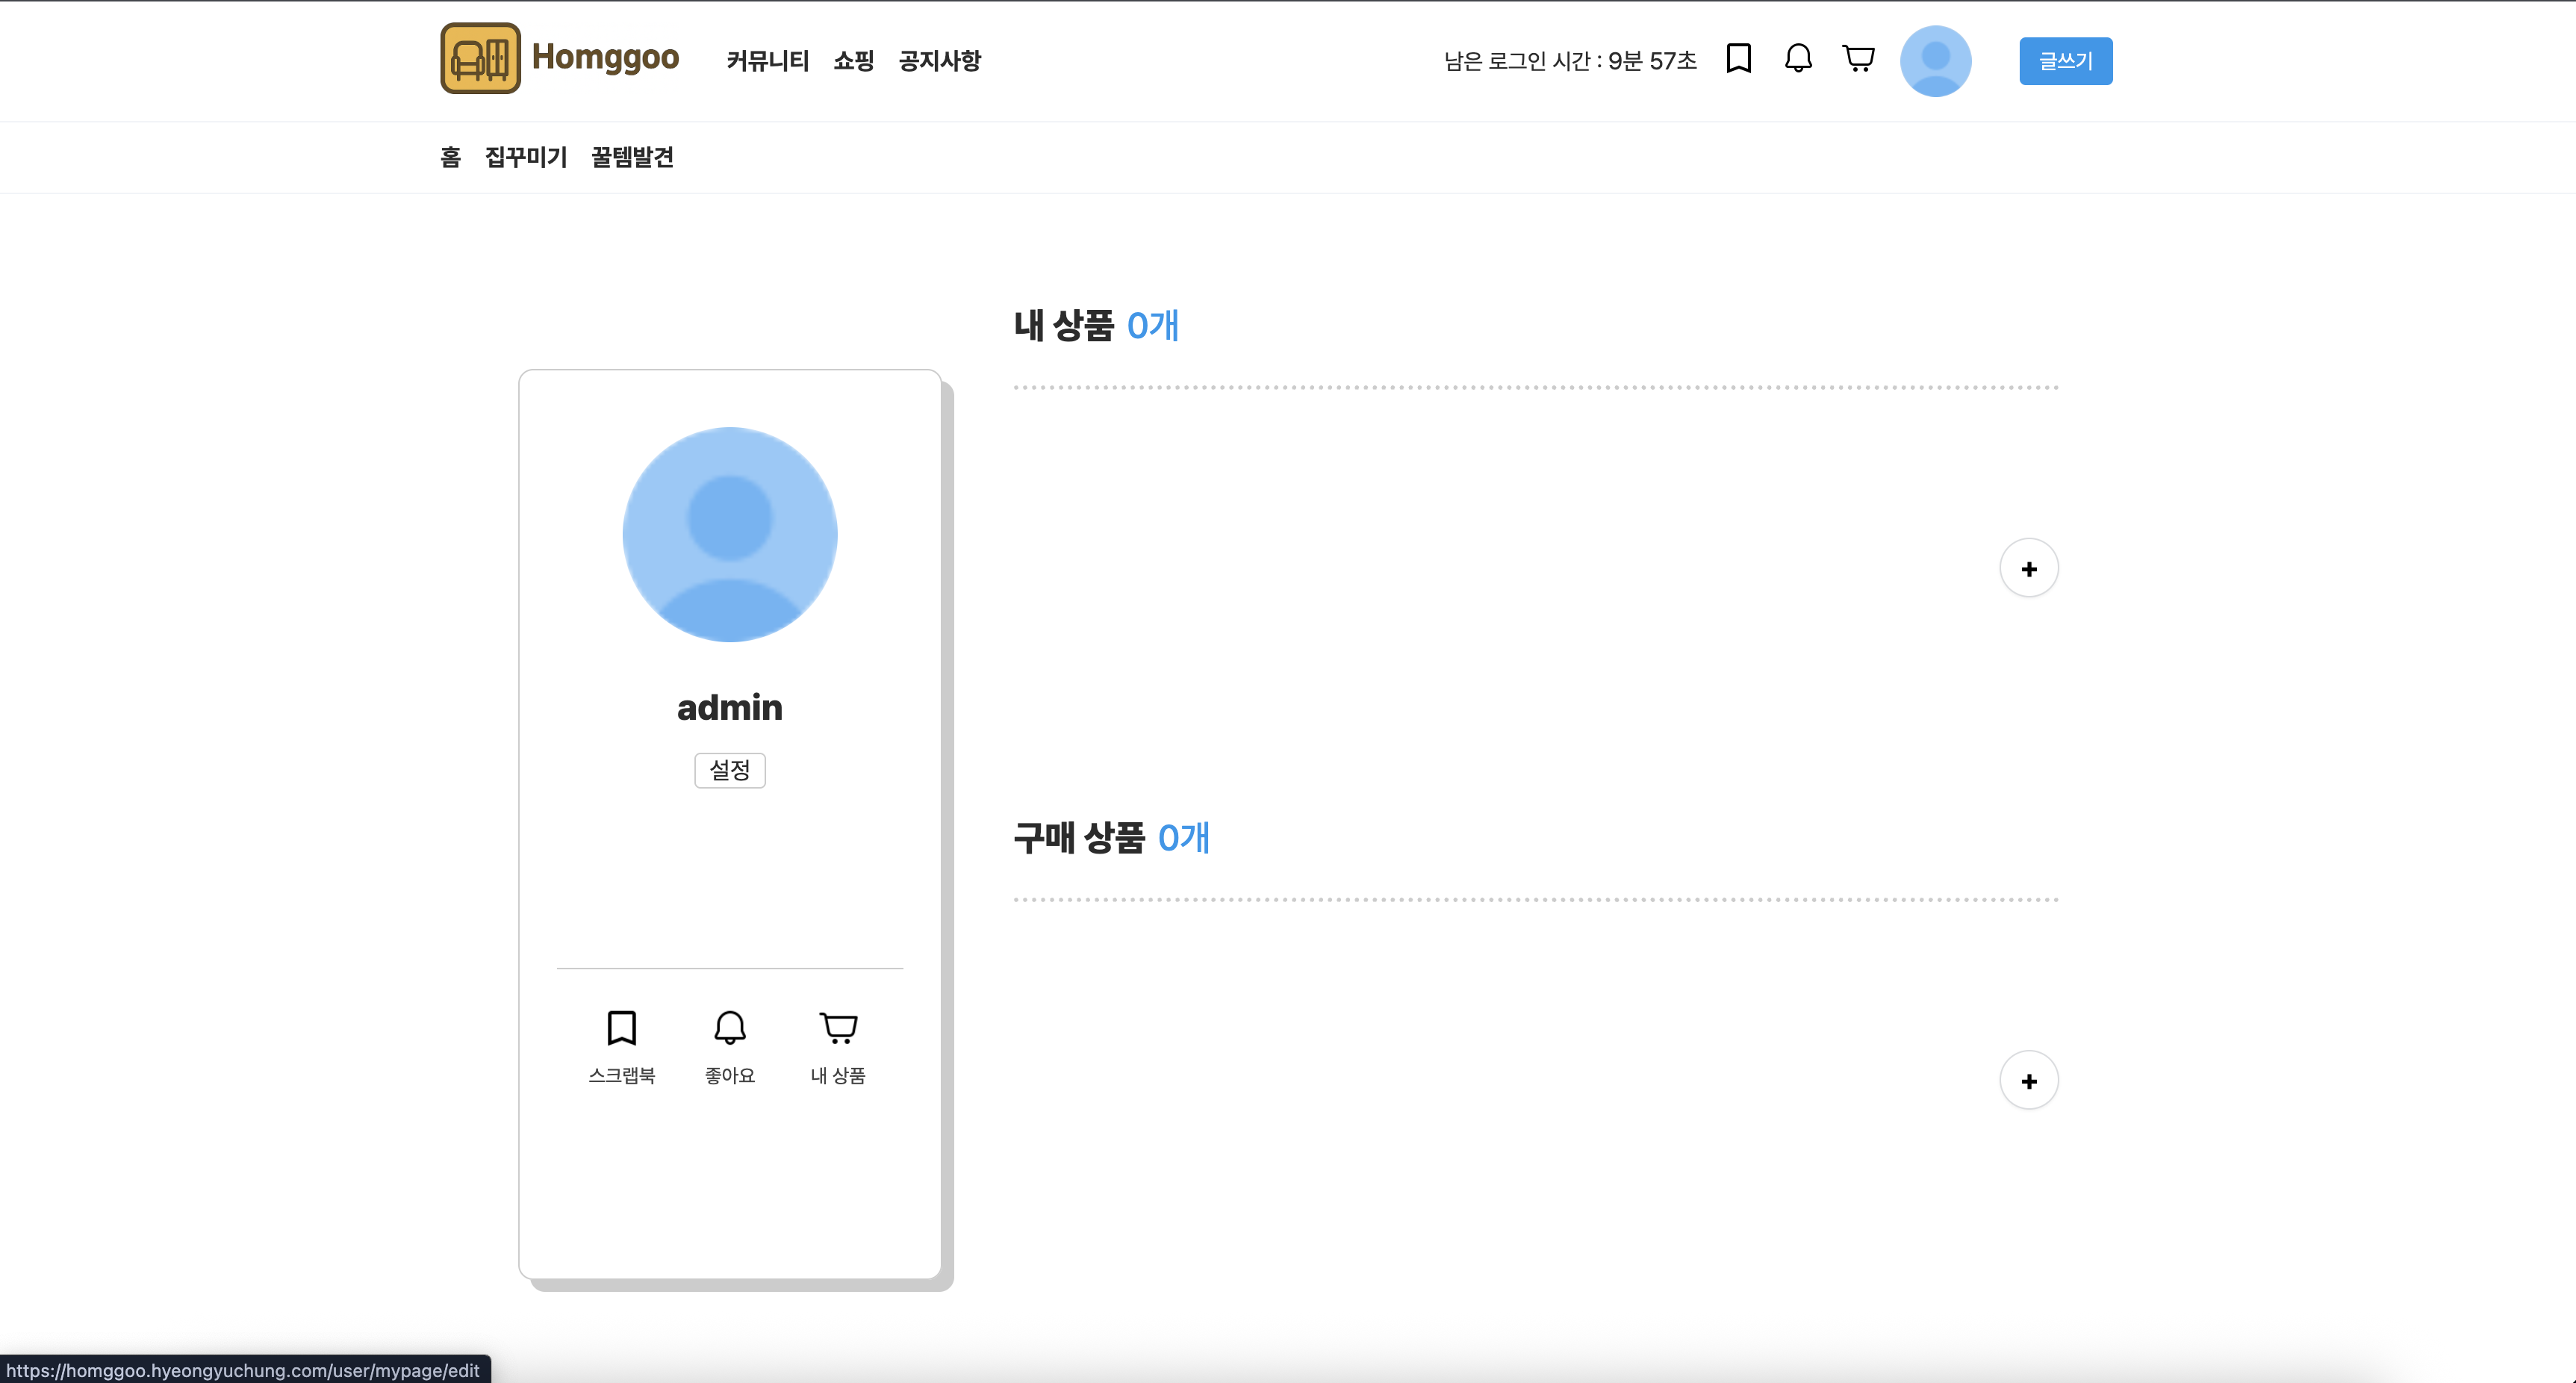 Homggoo 커뮤니티 쇼핑 공지사항 남은 로그인 시간 : 9분 57초 글쓰기
홈 집꾸미기 꿀템발견
내 상품 0개
+
admin
설정
구매 상품 0개
+
스크랩북 좋아요 내 상품
https://homggoo.hyeongyuchung.com/user/mypage/edit